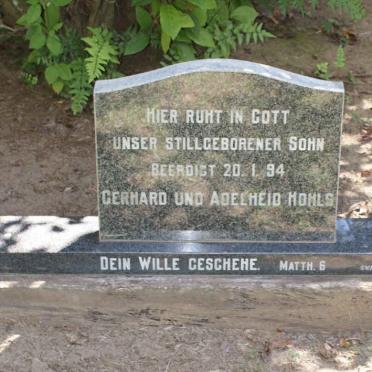 Hier ruht in Gott
unser stillgeborener Sohn
Beerdigt 20. 1. 94
Gerhard und Adelheid Hohls
Dein Wille geschehe. Matth. 6